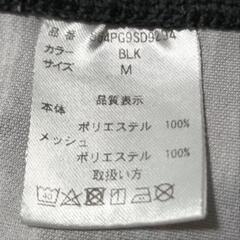 品番
カラー BLK
サイズ M
品質表示
本体
ポリエステル 100%
メッシュ
ポリエステル 100%
取扱い方
40